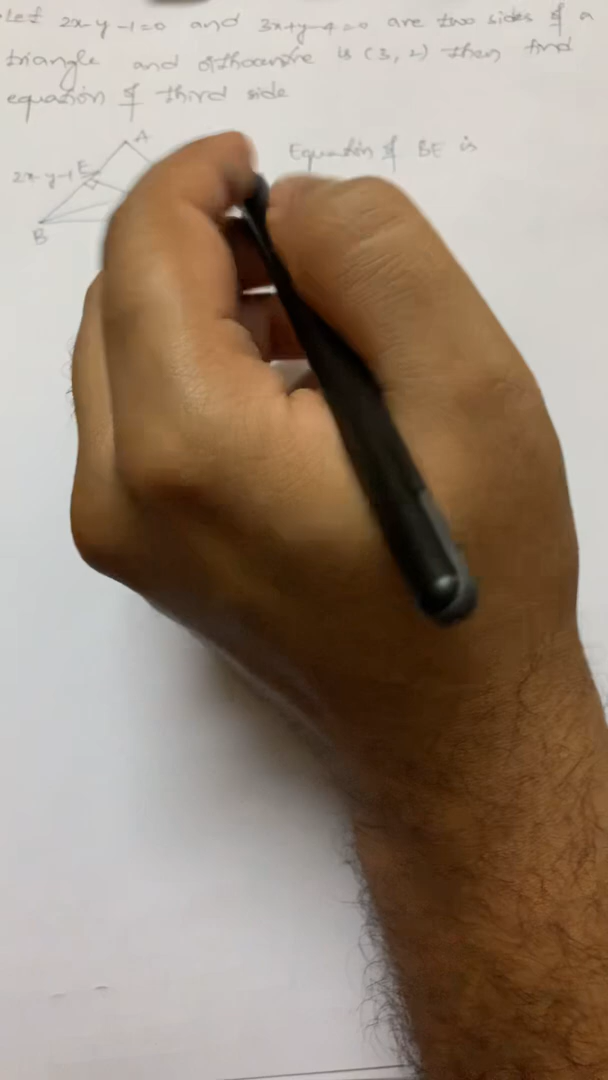 Let 2x-y-1=0 and 3x+y-4=0 are two sides of a
triangle and orthocentre is (3, 2) then find
equation of third side
A
Equation of BE is
E
2x-y-1
B